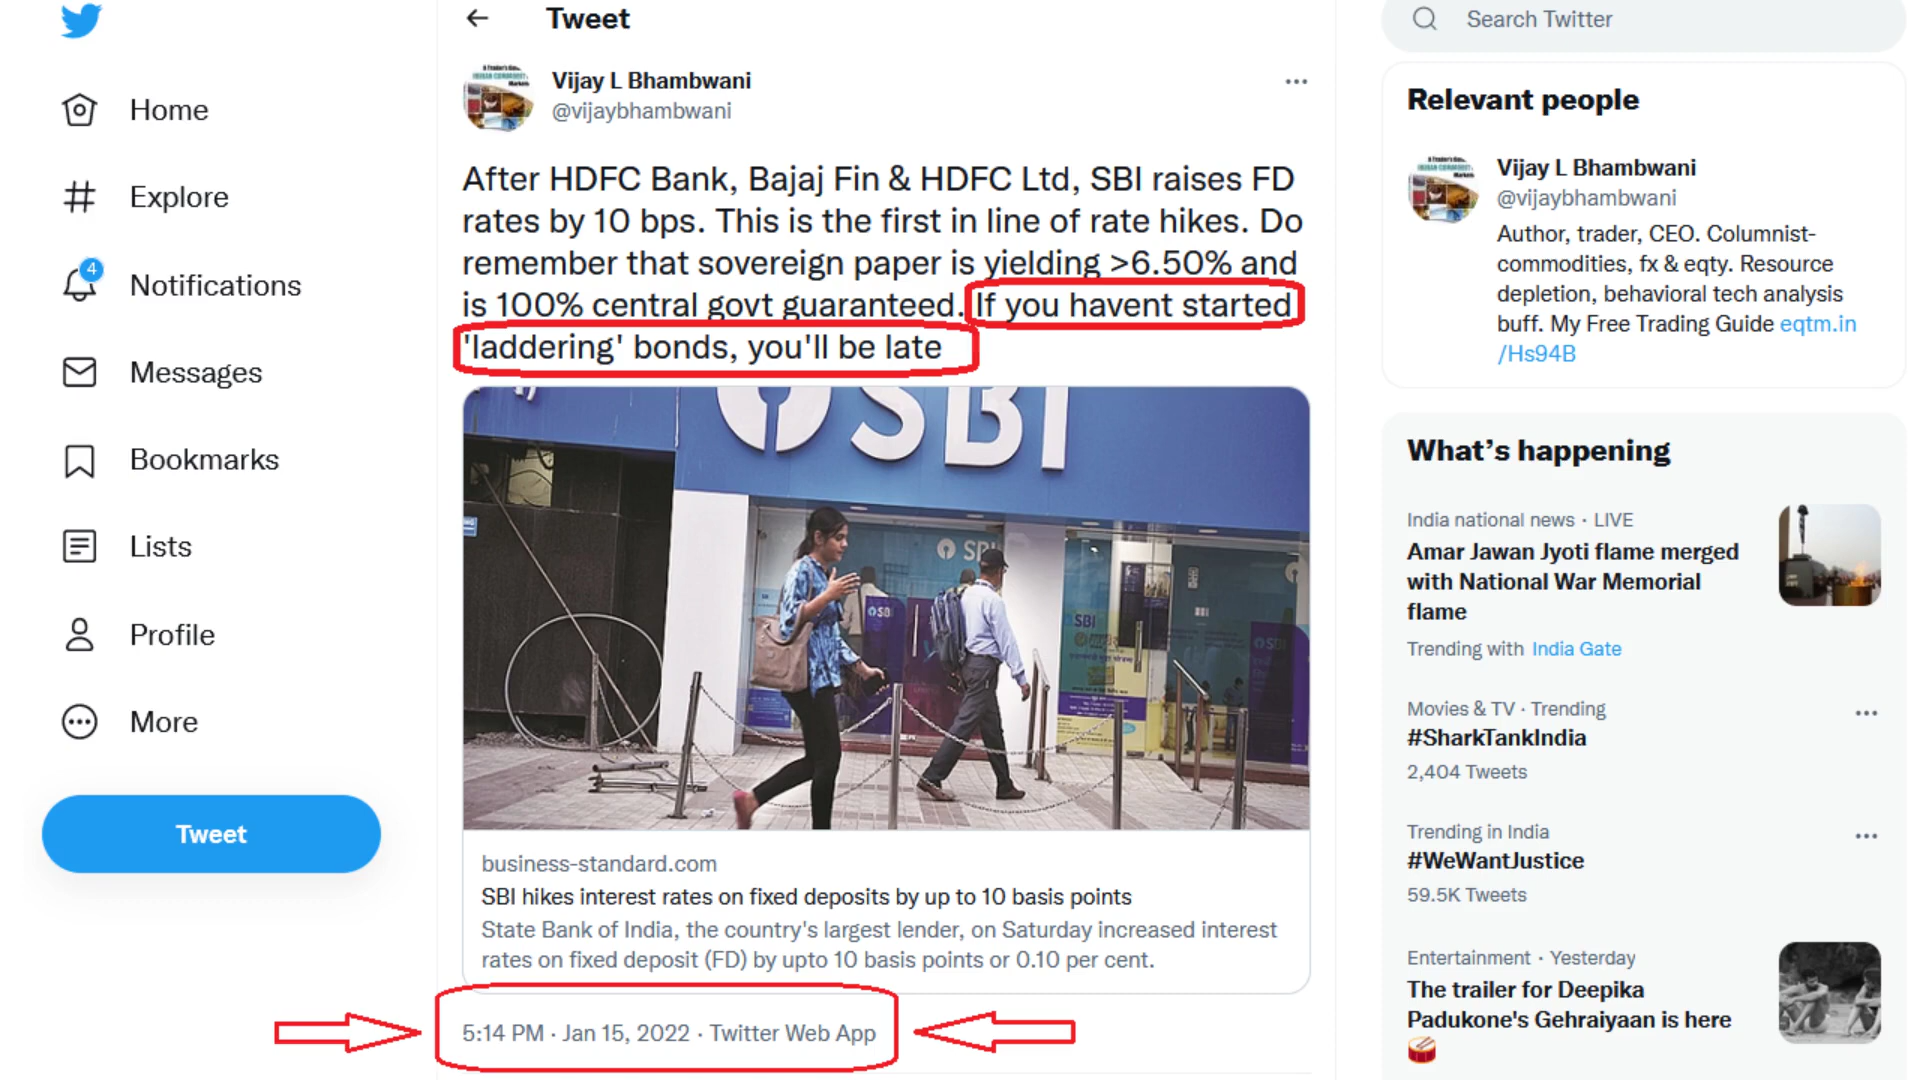 Home
Explore
4
Notifications
Messages
Bookmarks
Lists
Profile
More
Tweet
Tweet
Vijay L Bhambwani
@vijaybhambwani
After HDFC Bank, Bajaj Fin & HDFC Ltd, SBI raises FD
rates by 10 bps. This is the first in line of rate hikes. Do
remember that sovereign paper is yielding >6.50% and
is 100% central govt guaranteed. If you havent started
'laddering' bonds, you'll be late
SBI
SBI
SBI
SBI
business-standard.com
SBI hikes interest rates on fixed deposits by up to 10 basis points
State Bank of India, the country's largest lender, on Saturday increased interest
rates on fixed deposit (FD) by upto 10 basis points or 0.10 per cent.
5:14 PM · Jan 15, 2022 · Twitter Web App
Search Twitter
Relevant people
Vijay L Bhambwani
@vijaybhambwani
Author, trader, CEO. Columnist-
commodities, fx & eqty. Resource
depletion, behavioral tech analysis
buff. My Free Trading Guide eqtm.in
/Hs94B
What's happening
India national news · LIVE
Amar Jawan Jyoti flame merged
with National War Memorial
flame
Trending with India Gate
Movies & TV · Trending
#SharkTankIndia
2,404 Tweets
Trending in India
#WeWantJustice
59.5K Tweets
Entertainment · Yesterday
The trailer for Deepika
Padukone's Gehraiyaan is here